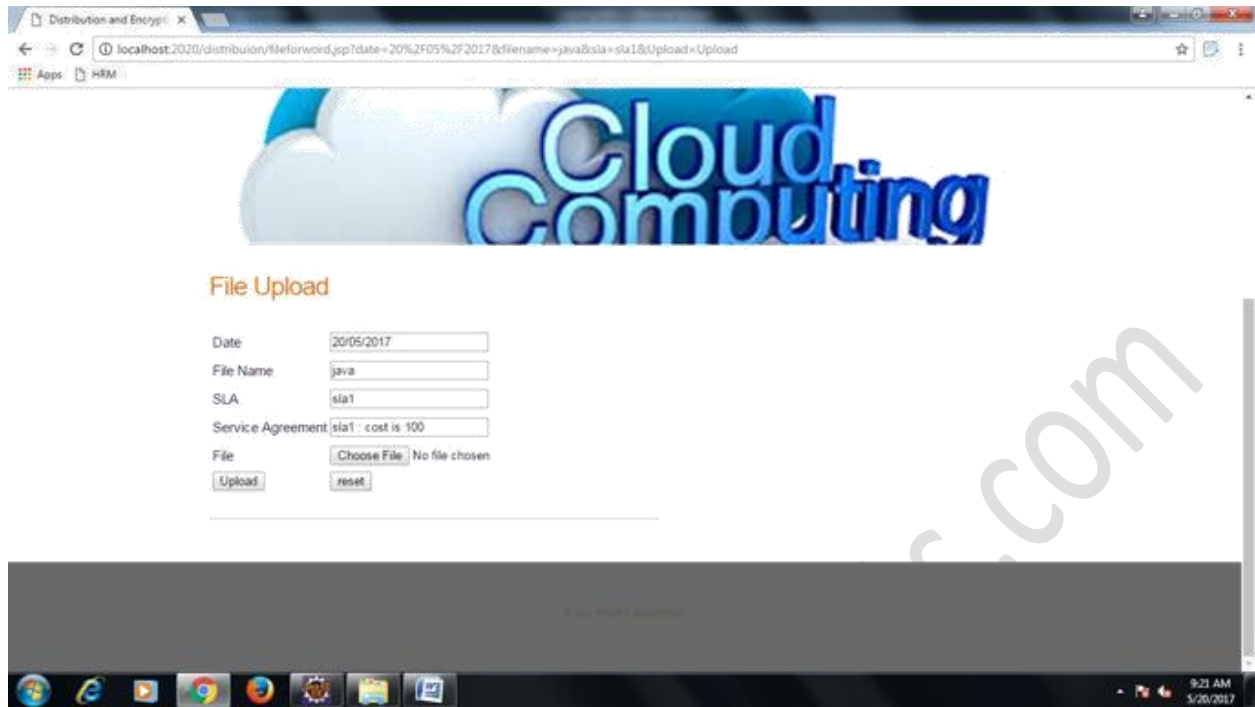 Distribution and Encrypt
localhost:2020/distribuion/fileforword.jsp?date=20%2F05%2F2017&filename=java&sla=sla1&Upload=Upload
Apps HRM
Cloud
Computing
File Upload
Date 20/05/2017
File Name java
SLA sla1
Service Agreement sla1 : cost is 100
File Choose File No file chosen
Upload reset
.com
9:21 AM
5/20/2017